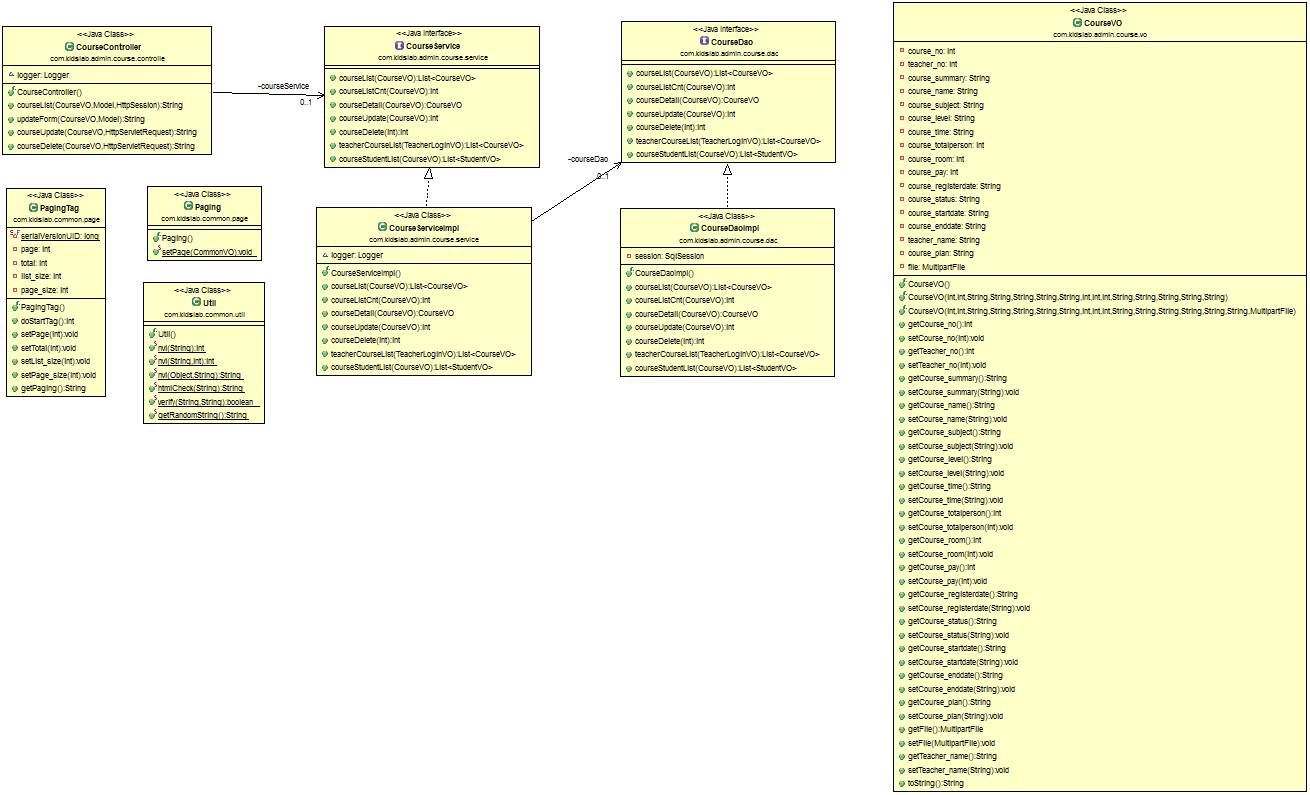 <<Java Class>>
CourseController
com.kidslab.admin.course.controlle
logger: Logger
CourseController()
courseList(CourseVO,Model,HttpSession):String
updateForm(CourseVO,Model):String
courseUpdate(CourseVO,HttpServletRequest):String
courseDelete(CourseVO,HttpServletRequest):String
-courseService
0..1
<<Java Interface>>
CourseService
com.kidslab.admin.course.service
courseList(CourseVO):List<CourseVO>
courseListCnt(CourseVO):int
courseDetail(CourseVO):CourseVO
courseUpdate(CourseVO):int
courseDelete(int):int
teacherCourseList(TeacherLoginVO):List<CourseVO>
courseStudentList(CourseVO):List<StudentVO>
-courseDao
0..1
<<Java Interface>>
CourseDao
com.kidslab.admin.course.dao
courseList(CourseVO):List<CourseVO>
courseListCnt(CourseVO):int
courseDetail(CourseVO):CourseVO
courseUpdate(CourseVO):int
courseDelete(int):int
teacherCourseList(TeacherLoginVO):List<CourseVO>
courseStudentList(CourseVO):List<StudentVO>
<<Java Class>>
PagingTag
com.kidslab.common.page
serialVersionUID: long
page: int
total: int
list_size: int
page_size: int
PagingTag()
doStartTag():int
setPage(int):void
setTotal(int):void
setList_size(int):void
setPage_size(int):void
getPaging():String
<<Java Class>>
Paging
com.kidslab.common.page
Paging()
setPage(CommonVO):void
<<Java Class>>
Util
com.kidslab.common.util
Util()
nvl(String):int
nvl(String,int):int
nvl(Object,String):String
htmlCheck(String):String
verify(String,String):boolean
getRandomString():String
<<Java Class>>
CourseServiceImpl
com.kidslab.admin.course.service
logger: Logger
CourseServiceImpl()
courseList(CourseVO):List<CourseVO>
courseListCnt(CourseVO):int
courseDetail(CourseVO):CourseVO
courseUpdate(CourseVO):int
courseDelete(int):int
teacherCourseList(TeacherLoginVO):List<CourseVO>
courseStudentList(CourseVO):List<StudentVO>
<<Java Class>>
CourseDaoImpl
com.kidslab.admin.course.dao
session: SqlSession
CourseDaoImpl()
courseList(CourseVO):List<CourseVO>
courseListCnt(CourseVO):int
courseDetail(CourseVO):CourseVO
courseUpdate(CourseVO):int
courseDelete(int):int
teacherCourseList(TeacherLoginVO):List<CourseVO>
courseStudentList(CourseVO):List<StudentVO>
<<Java Class>>
CourseVO
com.kidslab.admin.course.vo
course_no: int
teacher_no: int
course_summary: String
course_name: String
course_subject: String
course_level: String
course_time: String
course_totalperson: int
course_room: int
course_pay: int
course_registerdate: String
course_status: String
course_startdate: String
course_enddate: String
teacher_name: String
course_plan: String
file: MultipartFile
CourseVO()
CourseVO(int,int,String,String,String,String,String,int,int,int,String,String,String,String,String)
CourseVO(int,int,String,String,String,String,String,int,int,int,String,String,String,String,String,String,MultipartFile)
getCourse_no():int
setCourse_no(int):void
getTeacher_no():int
setTeacher_no(int):void
getCourse_summary():String
setCourse_summary(String):void
getCourse_name():String
setCourse_name(String):void
getCourse_subject():String
setCourse_subject(String):void
getCourse_level():String
setCourse_level(String):void
getCourse_time():String
setCourse_time(String):void
getCourse_totalperson():int
setCourse_totalperson(int):void
getCourse_room():int
setCourse_room(int):void
getCourse_pay():int
setCourse_pay(int):void
getCourse_registerdate():String
setCourse_registerdate(String):void
getCourse_status():String
setCourse_status(String):void
getCourse_startdate():String
setCourse_startdate(String):void
getCourse_enddate():String
setCourse_enddate(String):void
getCourse_plan():String
setCourse_plan(String):void
getFile():MultipartFile
setFile(MultipartFile):void
getTeacher_name():String
setTeacher_name(String):void
toString():String